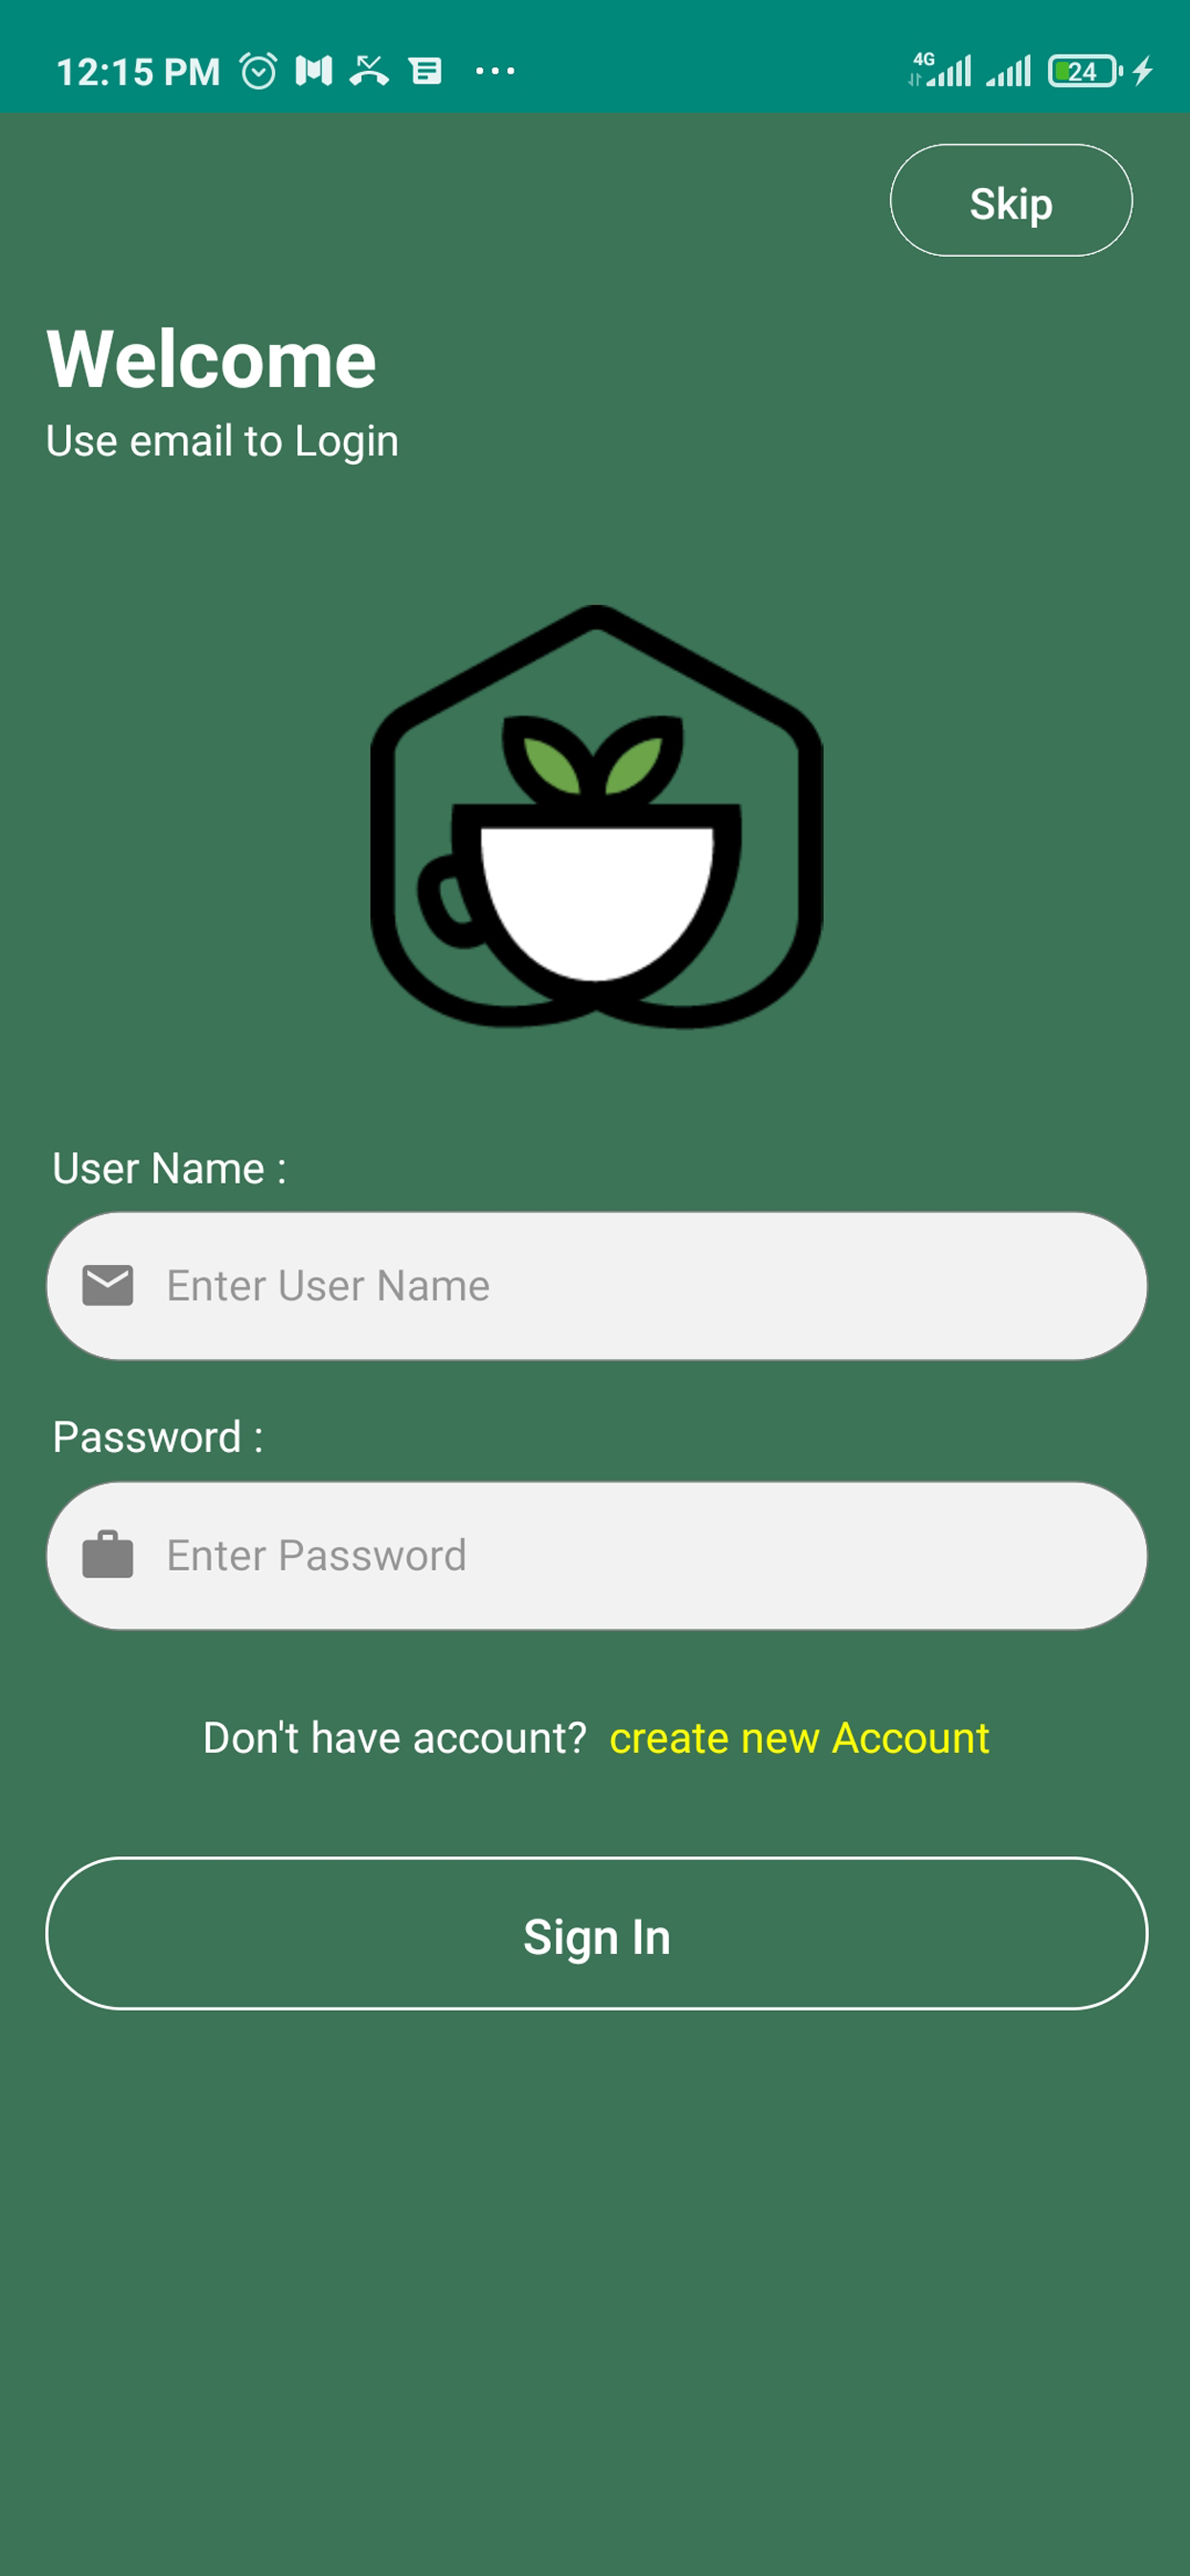 12:15 PM
4G
24
Skip
Welcome
Use email to Login
User Name :
Enter User Name
Password :
Enter Password
Don't have account? create new Account
Sign In